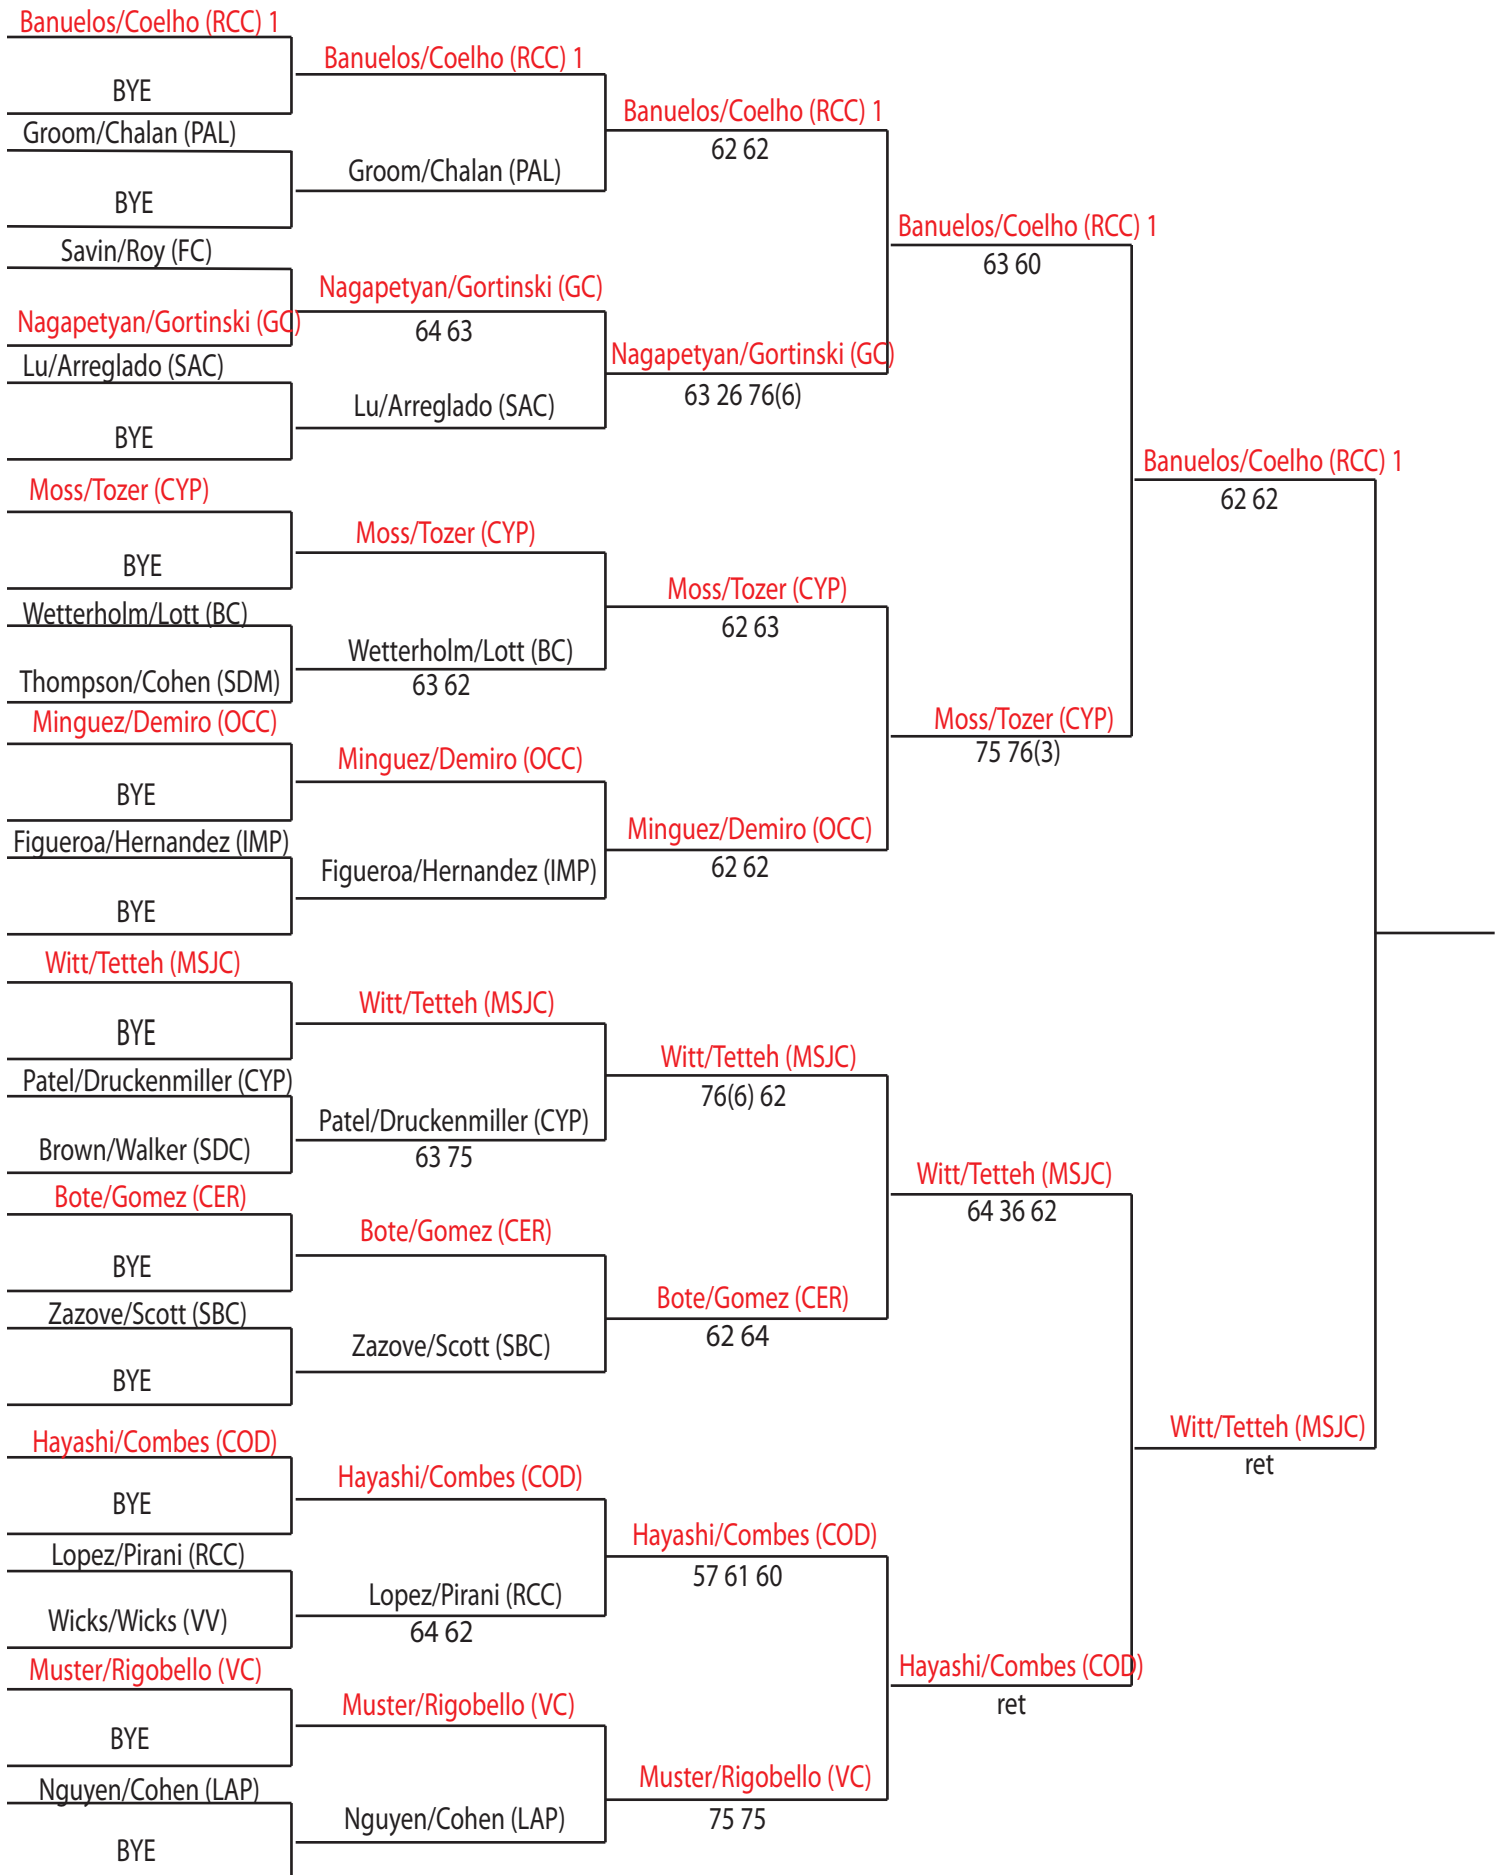 Banuelos/Coelho (RCC) 1
BYE
Groom/Chalan (PAL)
BYE
Savin/Roy (FC)
Nagapetyan/Gortinski (GC)
Lu/Arreglado (SAC)
BYE
Moss/Tozer (CYP)
BYE
Wetterholm/Lott (BC)
Thompson/Cohen (SDM)
Minguez/Demiro (OCC)
BYE
Figueroa/Hernandez (IMP)
BYE
Witt/Tetteh (MSJC)
BYE
Patel/Druckenmiller (CYP)
Brown/Walker (SDC)
Bote/Gomez (CER)
BYE
Zazove/Scott (SBC)
BYE
Hayashi/Combes (COD)
BYE
Lopez/Pirani (RCC)
Wicks/Wicks (VV)
Muster/Rigobello (VC)
BYE
Nguyen/Cohen (LAP)
BYE
Banuelos/Coelho (RCC) 1
Groom/Chalan (PAL)
Nagapetyan/Gortinski (GC)
64 63
Lu/Arreglado (SAC)
Moss/Tozer (CYP)
Wetterholm/Lott (BC)
63 62
Minguez/Demiro (OCC)
Figueroa/Hernandez (IMP)
Witt/Tetteh (MSJC)
Patel/Druckenmiller (CYP)
63 75
Bote/Gomez (CER)
Zazove/Scott (SBC)
Hayashi/Combes (COD)
Lopez/Pirani (RCC)
64 62
Muster/Rigobello (VC)
Nguyen/Cohen (LAP)
Banuelos/Coelho (RCC) 1
62 62
Nagapetyan/Gortinski (GC)
63 26 76(6)
Moss/Tozer (CYP)
62 63
Minguez/Demiro (OCC)
62 62
Witt/Tetteh (MSJC)
76(6) 62
Bote/Gomez (CER)
62 64
Hayashi/Combes (COD)
57 61 60
Muster/Rigobello (VC)
75 75
Banuelos/Coelho (RCC) 1
63 60
Moss/Tozer (CYP)
75 76(3)
Witt/Tetteh (MSJC)
64 36 62
Hayashi/Combes (COD)
ret
Banuelos/Coelho (RCC) 1
62 62
Witt/Tetteh (MSJC)
ret